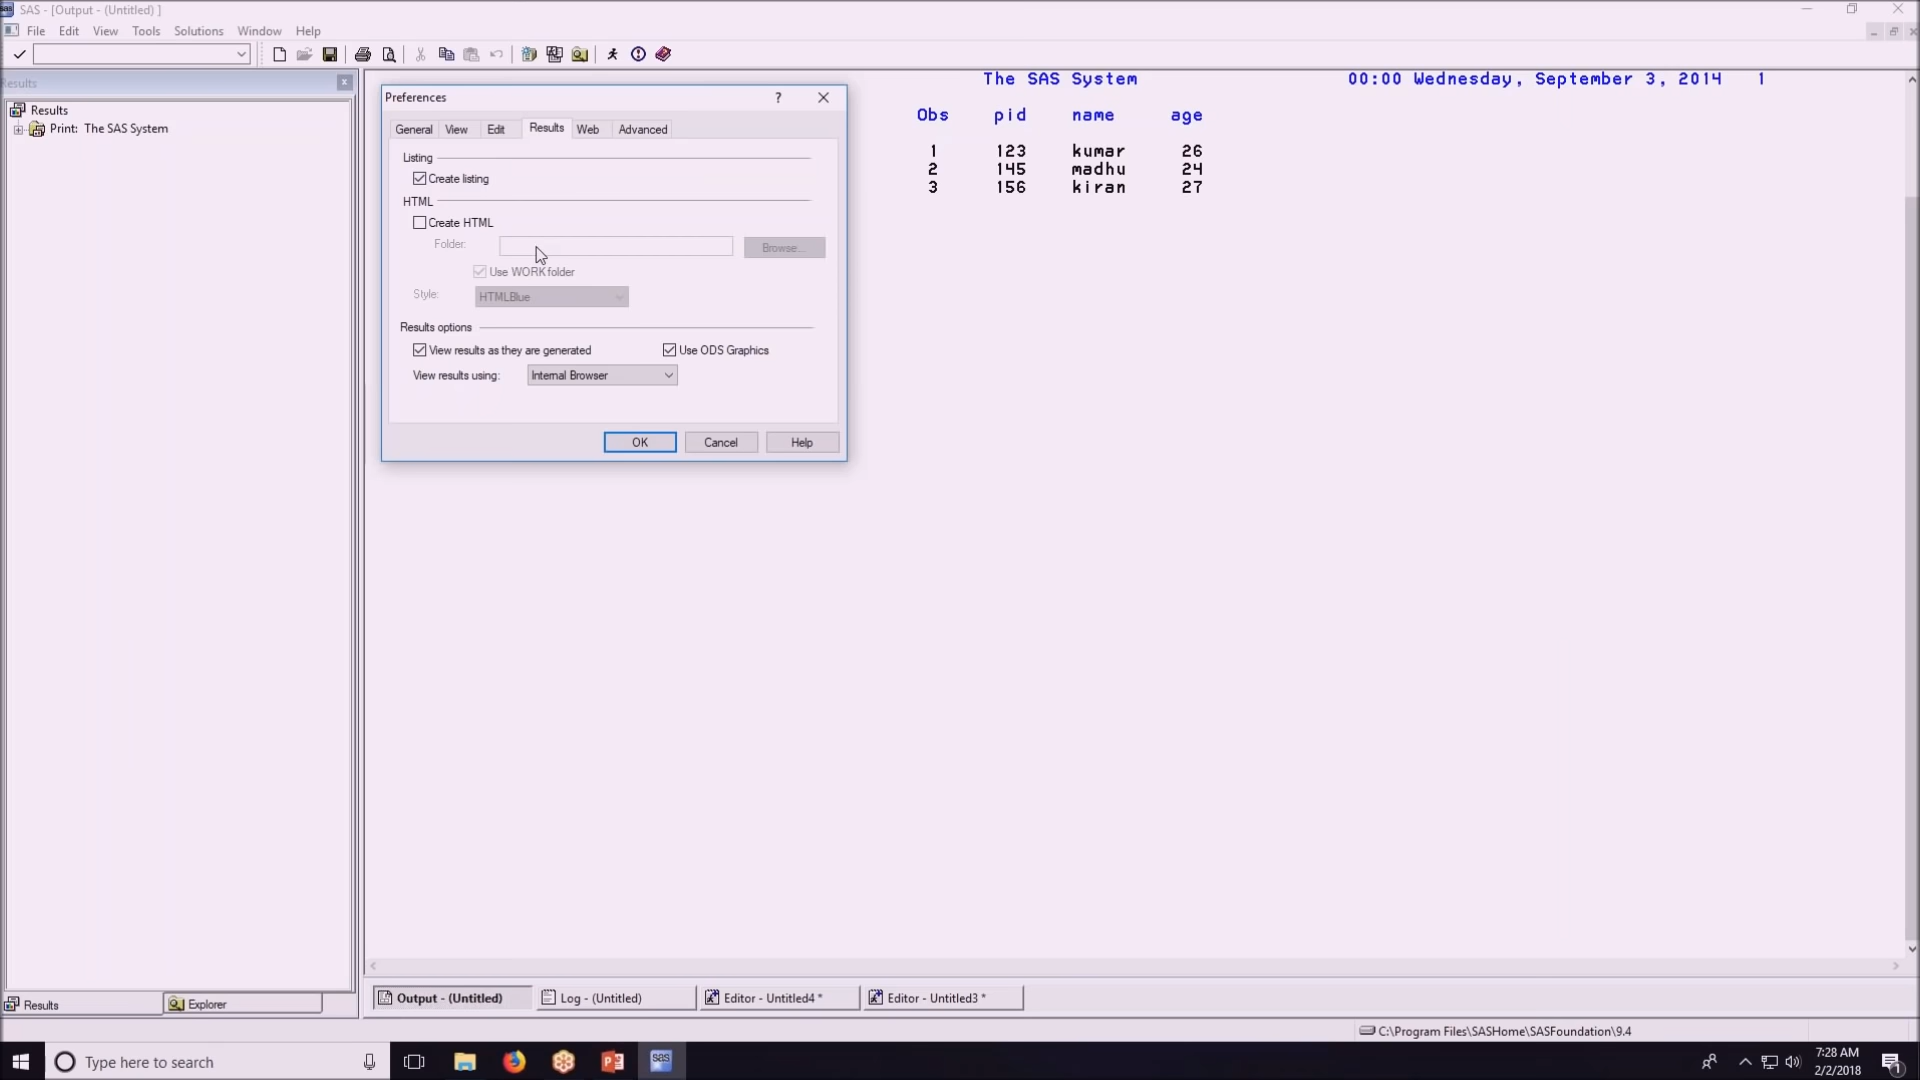 SAS - [Output - (Untitled) ]
File Edit View Tools Solutions Window Help
Results
Results
Print: The SAS System
Preferences
General View Edit Results Web Advanced
Listing
Create listing
HTML
Create HTML
Folder: Browse...
Use WORK folder
Style: HTMLBlue
Results options
View results as they are generated Use ODS Graphics
View results using: Internal Browser
OK Cancel Help
The SAS System 00:00 Wednesday, September 3, 2014 1
Obs pid name age
1 123 kumar 26
2 145 madhu 24
3 156 kiran 27
Results Explorer
Output - (Untitled) Log - (Untitled) Editor - Untitled4 * Editor - Untitled3 *
C:\Program Files\SASHome\SASFoundation\9.4
Type here to search
7:28 AM
2/2/2018